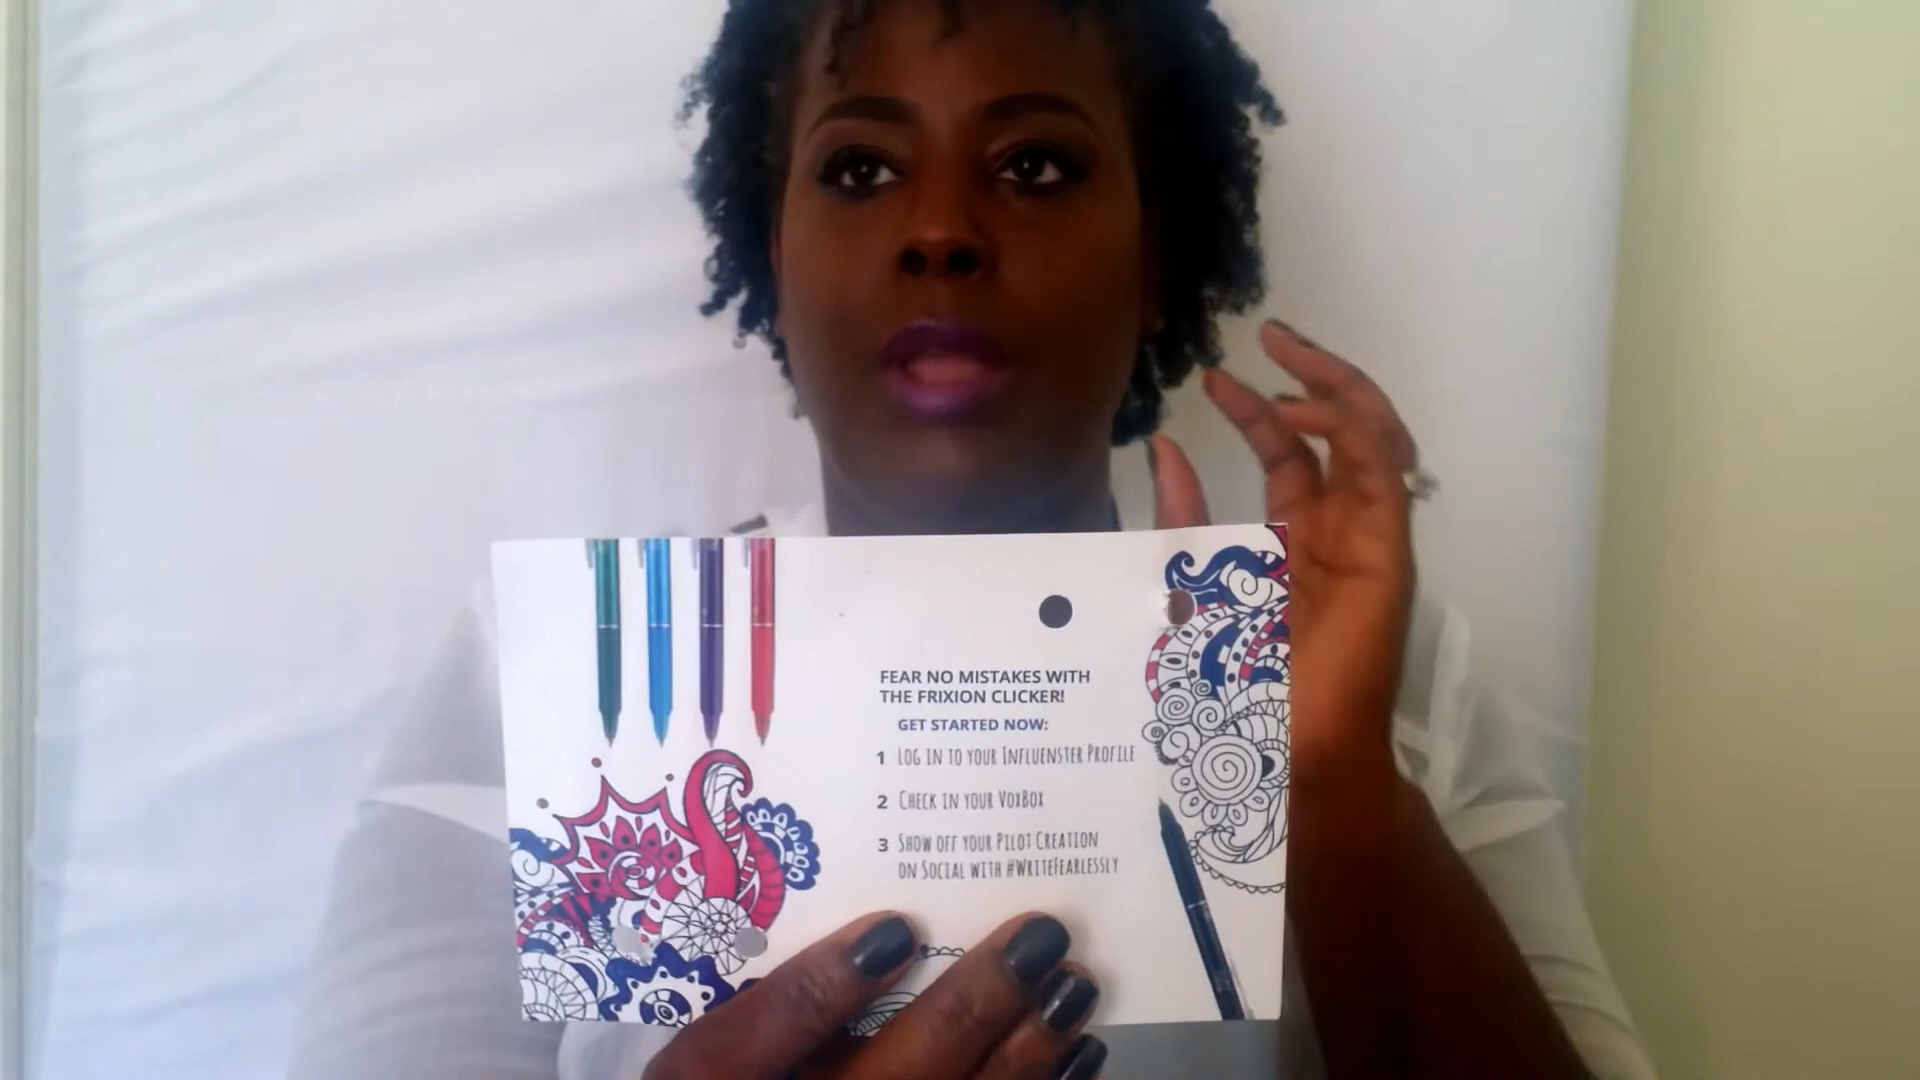 FEAR NO MISTAKES WITH
THE FRIXION CLICKER!
GET STARTED NOW:
1 LOG IN TO YOUR INFLUENSTER PROFILE
2 CHECK IN YOUR VOXBOX
3 SHOW OFF YOUR PILOT CREATION
ON SOCIAL WITH #WRITEFEARLESSLY